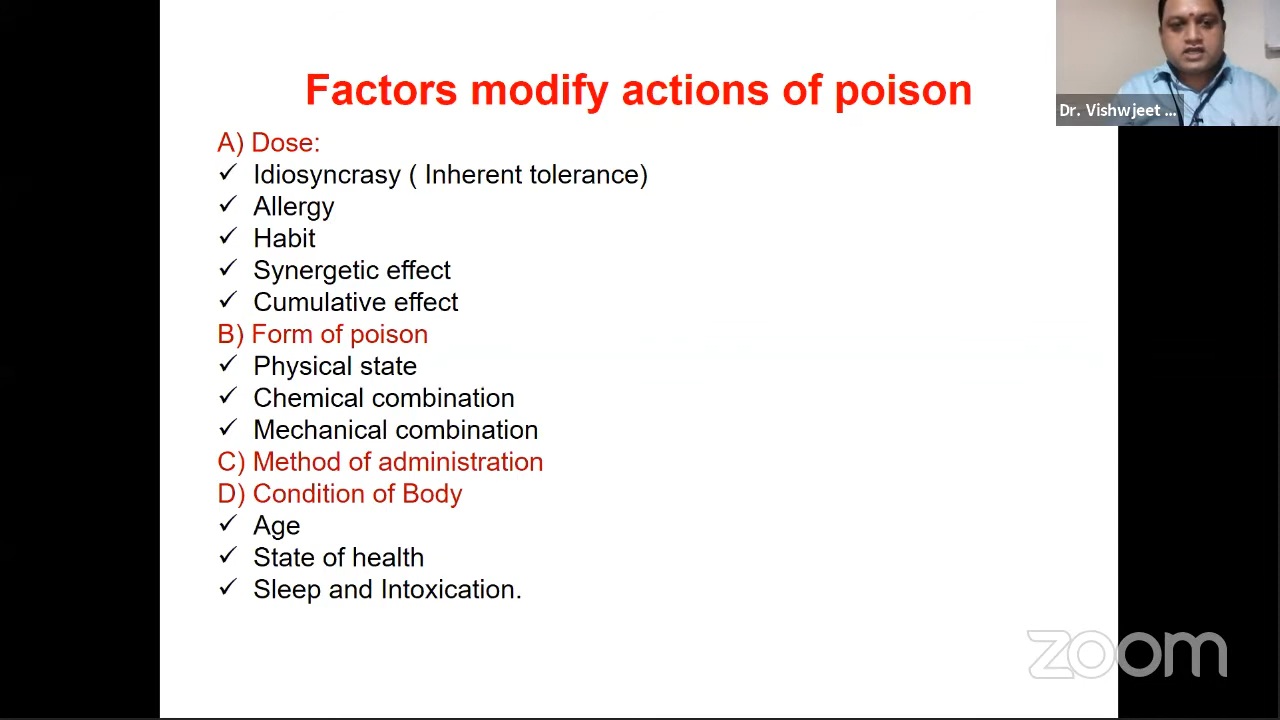 Factors modify actions of poison
Dr. Vishwjeet ...
A) Dose:
✓ Idiosyncrasy ( Inherent tolerance)
✓ Allergy
✓ Habit
✓ Synergetic effect
✓ Cumulative effect
B) Form of poison
✓ Physical state
✓ Chemical combination
✓ Mechanical combination
C) Method of administration
D) Condition of Body
✓ Age
✓ State of health
✓ Sleep and Intoxication.
zoom